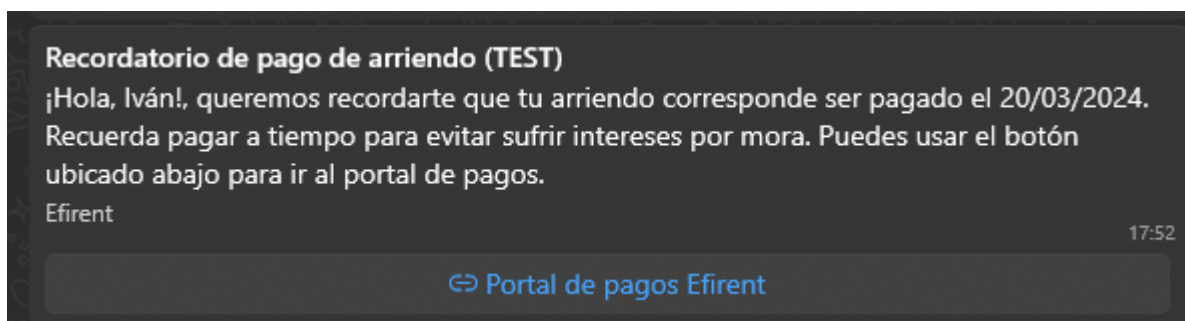 Recordatorio de pago de arriendo (TEST)
¡Hola, Iván!, queremos recordarte que tu arriendo corresponde ser pagado el 20/03/2024.
Recuerda pagar a tiempo para evitar sufrir intereses por mora. Puedes usar el botón
ubicado abajo para ir al portal de pagos.
Efirent
17:52
Portal de pagos Efirent